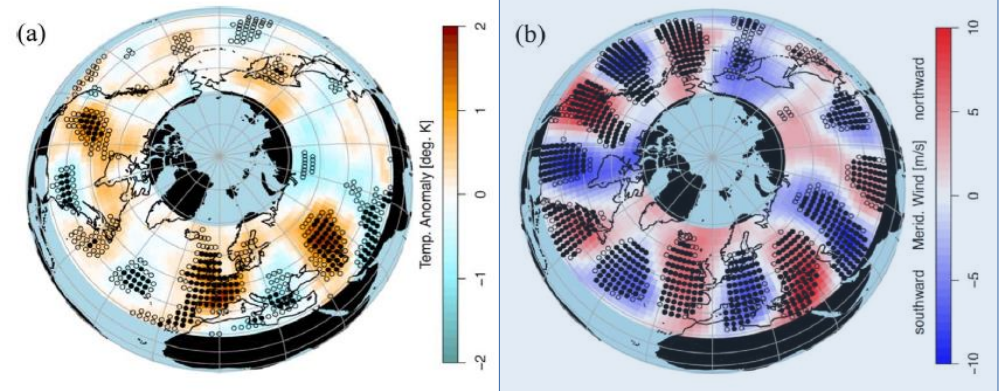 (a)
2
1
0
−1
−2
Temp. Anomaly [deg. K]
(b)
10
5
0
−5
−10
southward   Merid. Wind [m/s]   northward